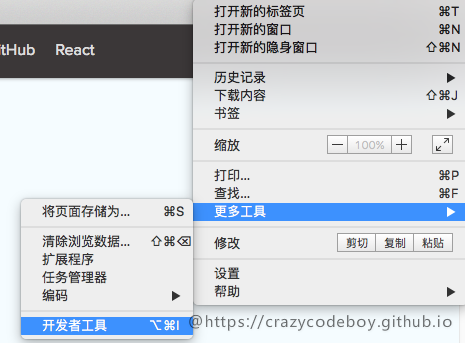 打开新的标签页 ⌘T
打开新的窗口 ⌘N
打开新的隐身窗口 ⇧⌘N
itHub React
历史记录 ▶
下载内容 ⇧⌘J
书签 ▶
缩放 — 100% +
打印... ⌘P
查找... ⌘F
更多工具 ▶
将页面存储为... ⌘S
清除浏览数据... ⇧⌘⌫
扩展程序
任务管理器
编码 ▶
开发者工具 ⌥⌘I
修改 剪切 复制 粘贴
设置
帮助 ▶
@https://crazycodeboy.github.io